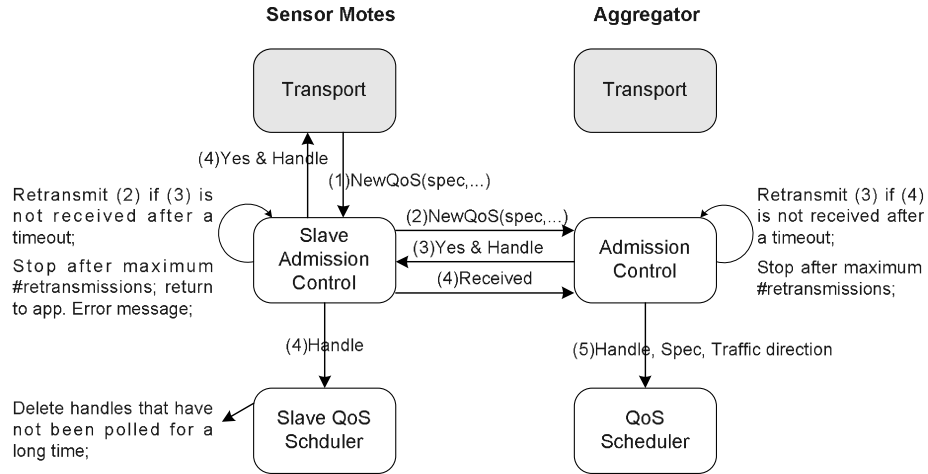 Sensor Motes
Aggregator
Transport
Transport
(4)Yes & Handle
(1)NewQoS(spec,...)
Retransmit (2) if (3) is
not received after a
timeout;
Stop after maximum
#retransmissions; return
to app. Error message;
Slave
Admission
Control
(2)NewQoS(spec,...)
(3)Yes & Handle
(4)Received
Admission
Control
Retransmit (3) if (4)
is not received after
a timeout;
Stop after maximum
#retransmissions;
(4)Handle
(5)Handle, Spec, Traffic direction
Delete handles that have
not been polled for a
long time;
Slave QoS
Schduler
QoS
Scheduler